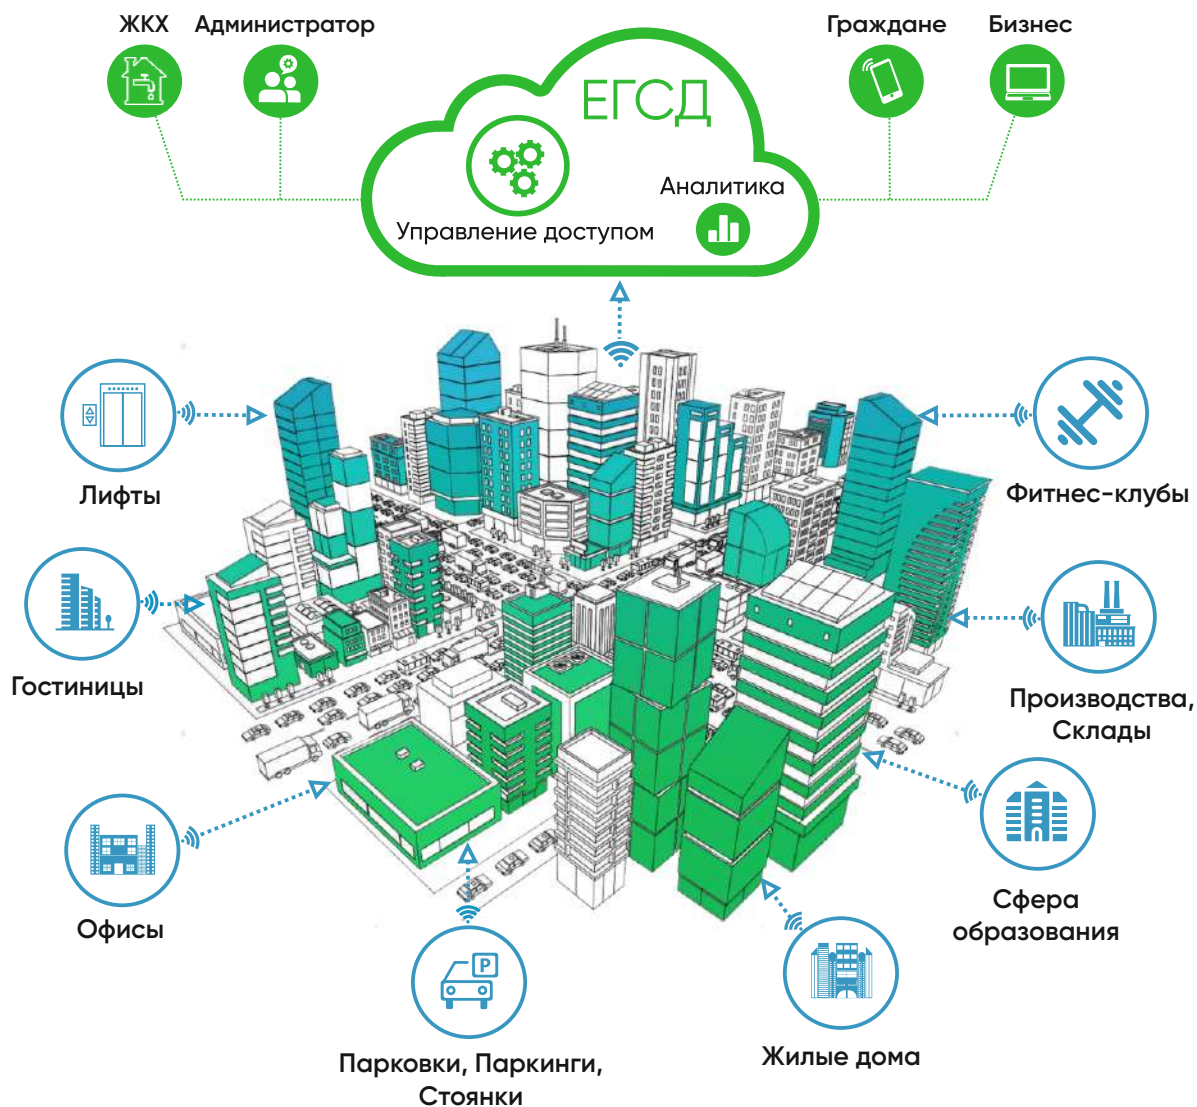 ЖКХ
Администратор
Граждане
Бизнес
ЕГСД
Аналитика
Управление доступом
Лифты
Фитнес-клубы
Гостиницы
Производства,
Склады
Офисы
Сфера
образования
P
Парковки, Паркинги,
Стоянки
Жилые дома